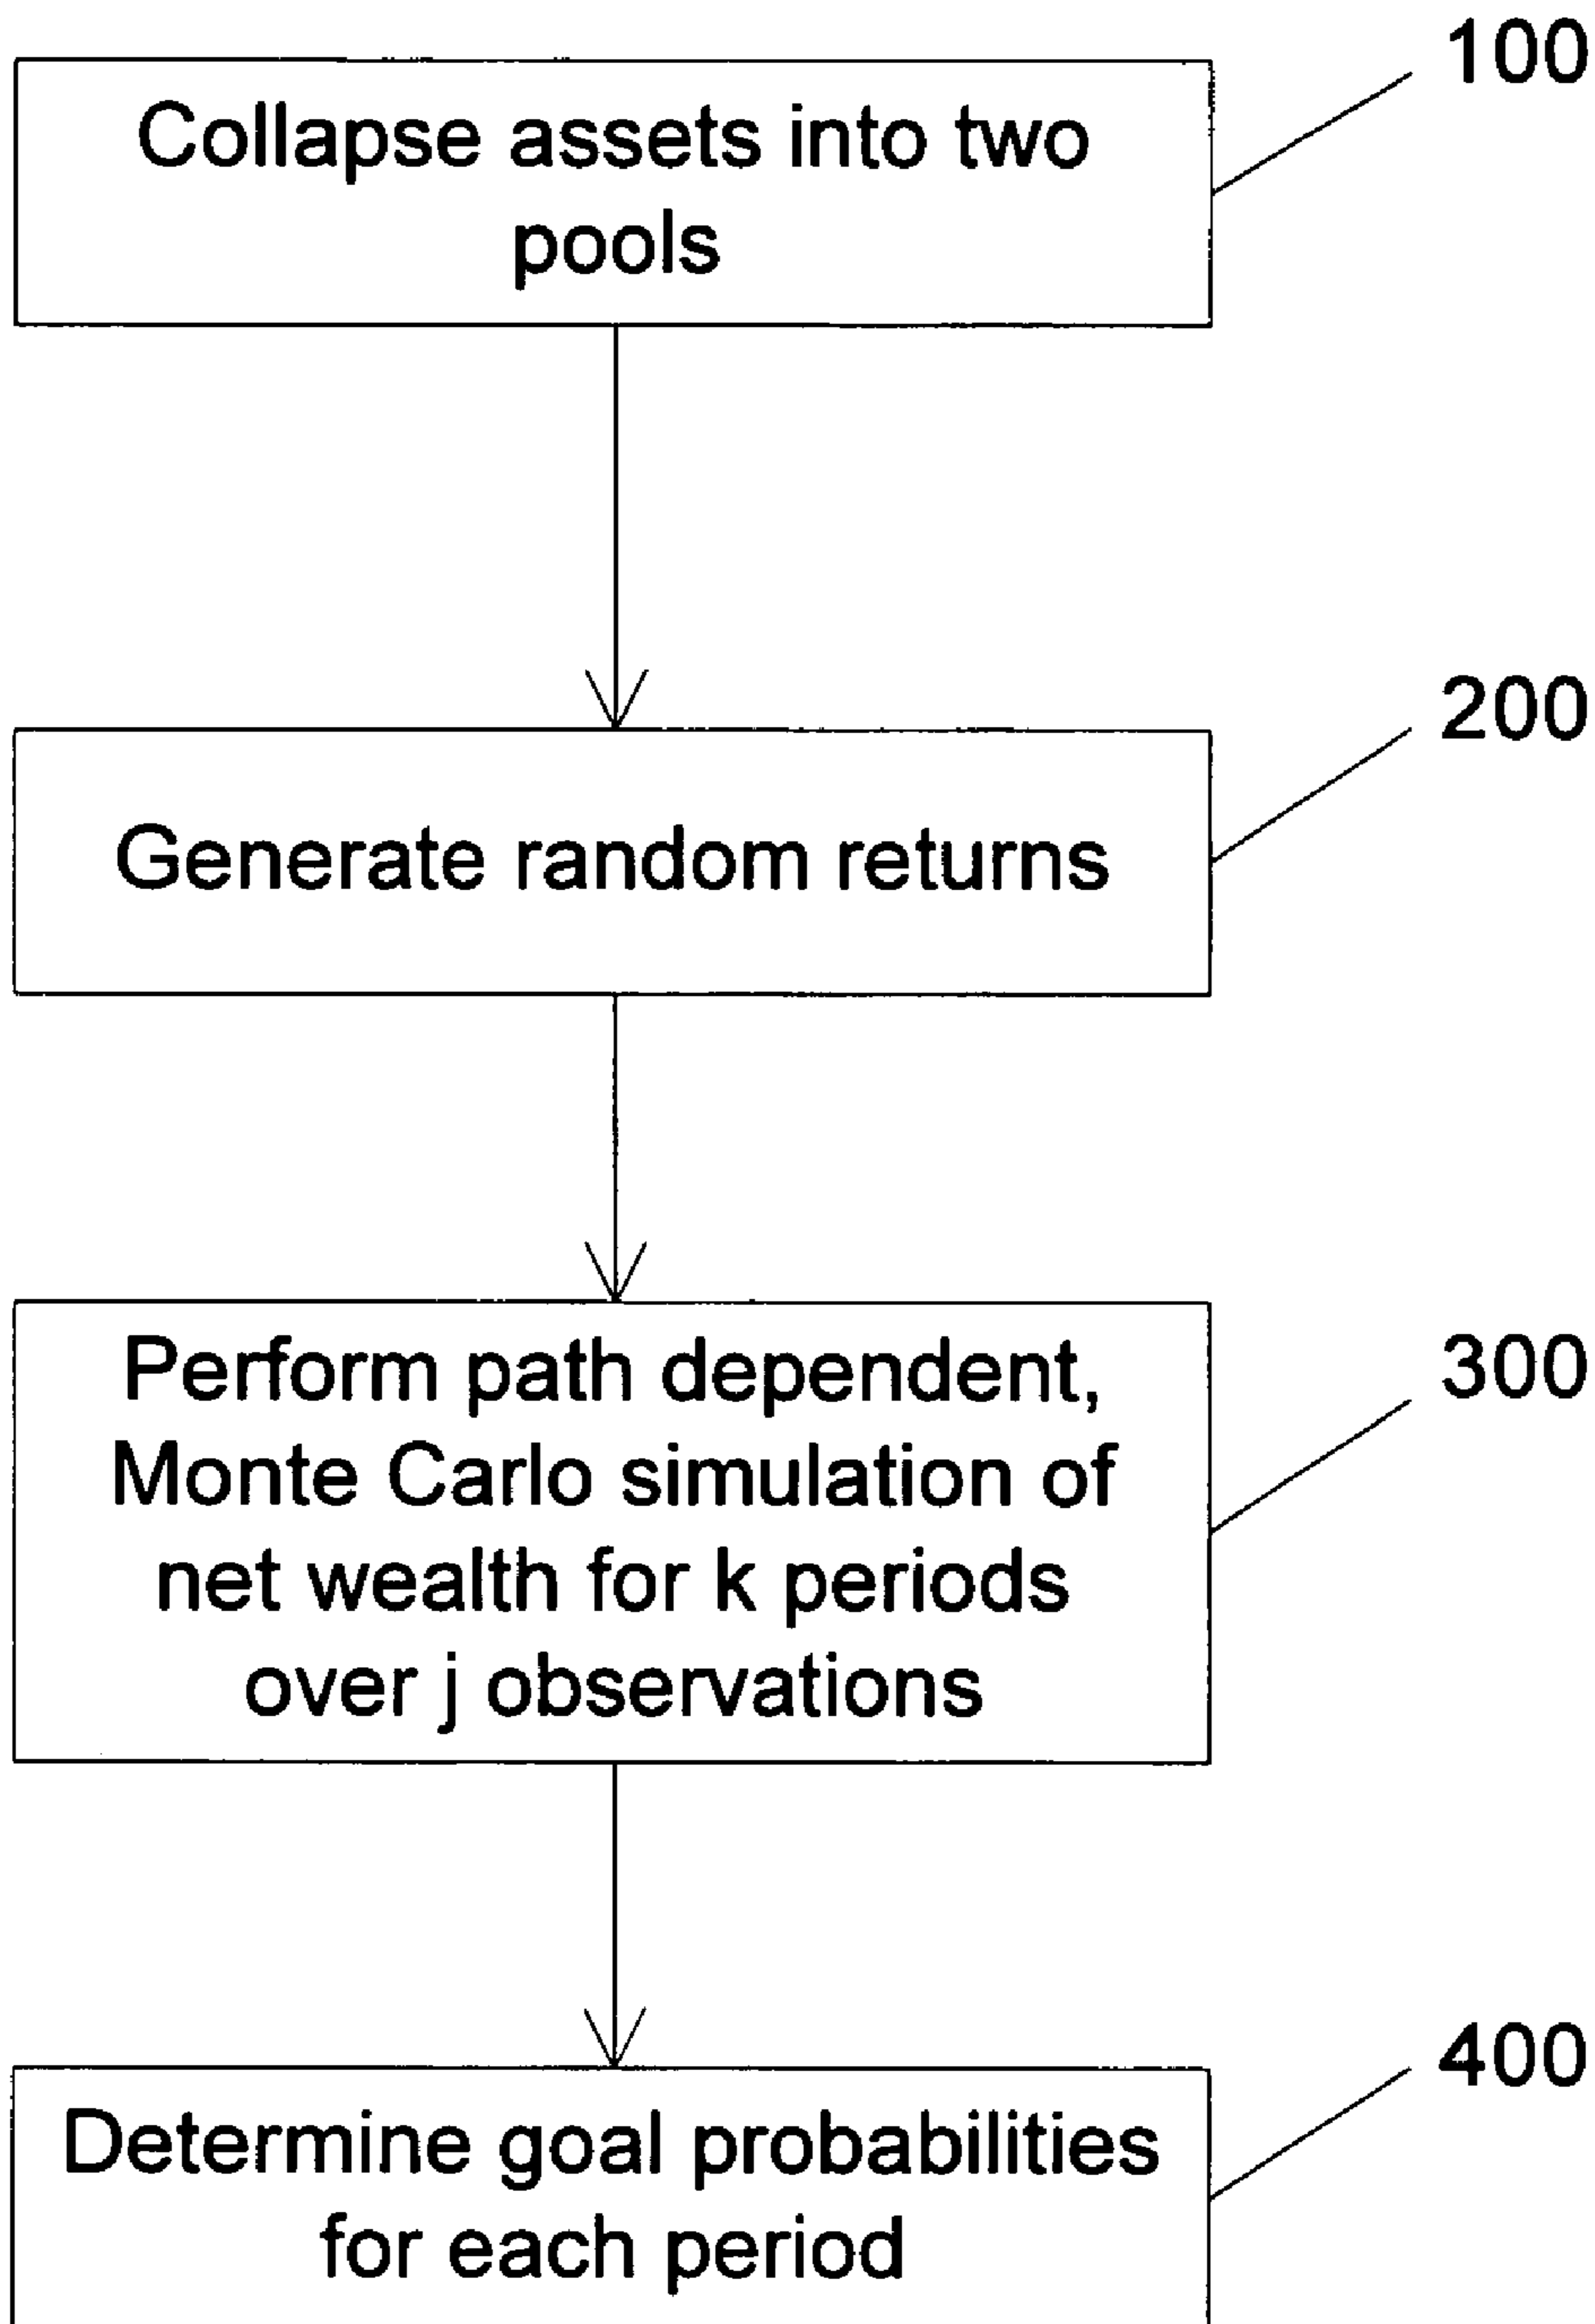 100
Collapse assets into two
pools
200
Generate random returns
300
Perform path dependent,
Monte Carlo simulation of
net wealth for k periods
over j observations
400
Determine goal probabilities
for each period